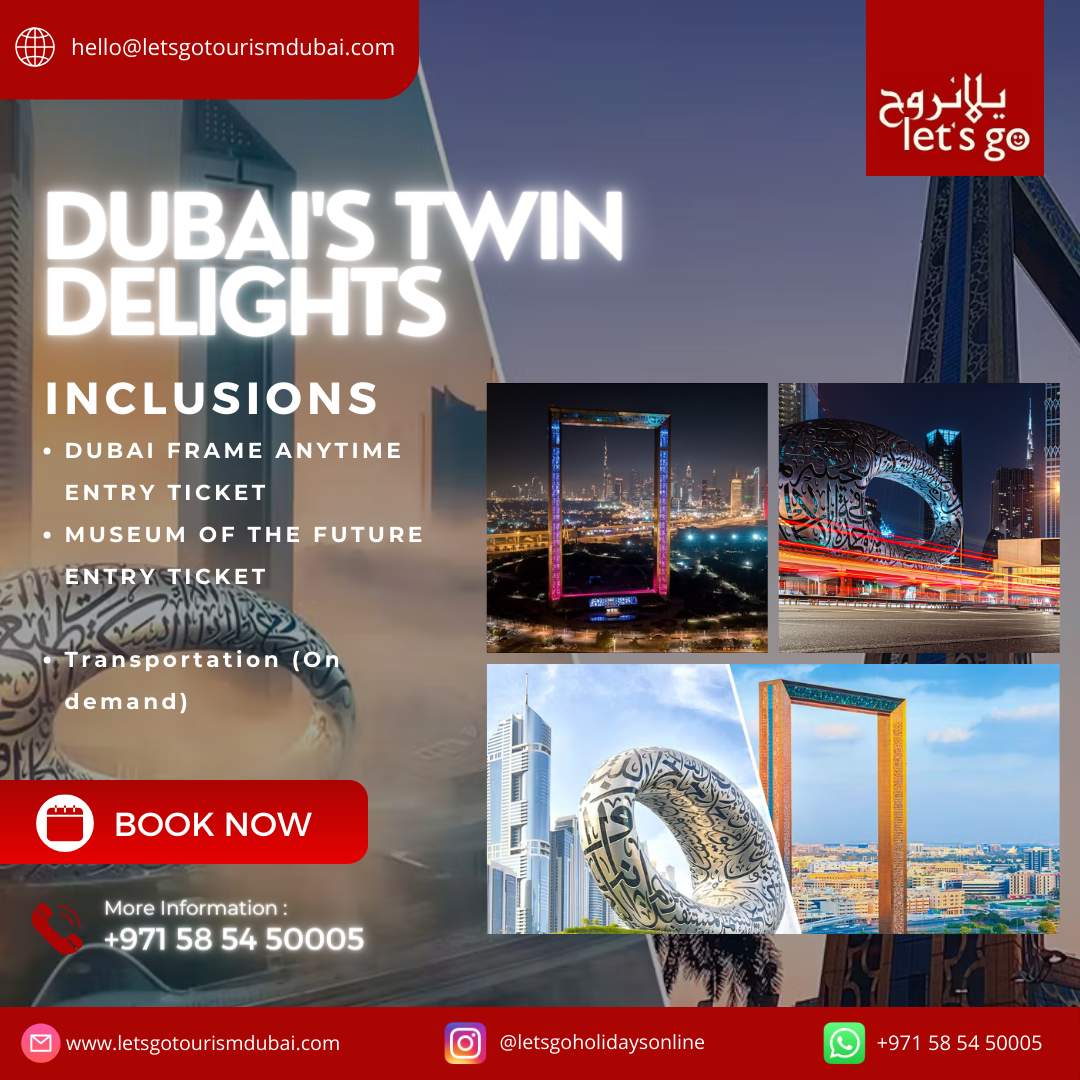 hello@letsgotourismdubai.com
يلانروح
let's go
DUBAI'S TWIN
DELIGHTS
INCLUSIONS
• DUBAI FRAME ANYTIME
ENTRY TICKET
• MUSEUM OF THE FUTURE
ENTRY TICKET
• Transportation (On
demand)
BOOK NOW
More Information :
+971 58 54 50005
www.letsgotourismdubai.com
@letsgoholidaysonline
+971 58 54 50005